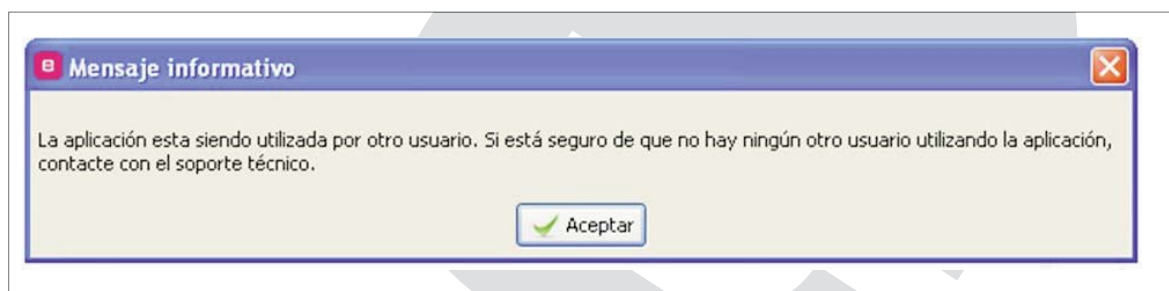 Mensaje informativo
La aplicación esta siendo utilizada por otro usuario. Si está seguro de que no hay ningún otro usuario utilizando la aplicación,
contacte con el soporte técnico.
Aceptar